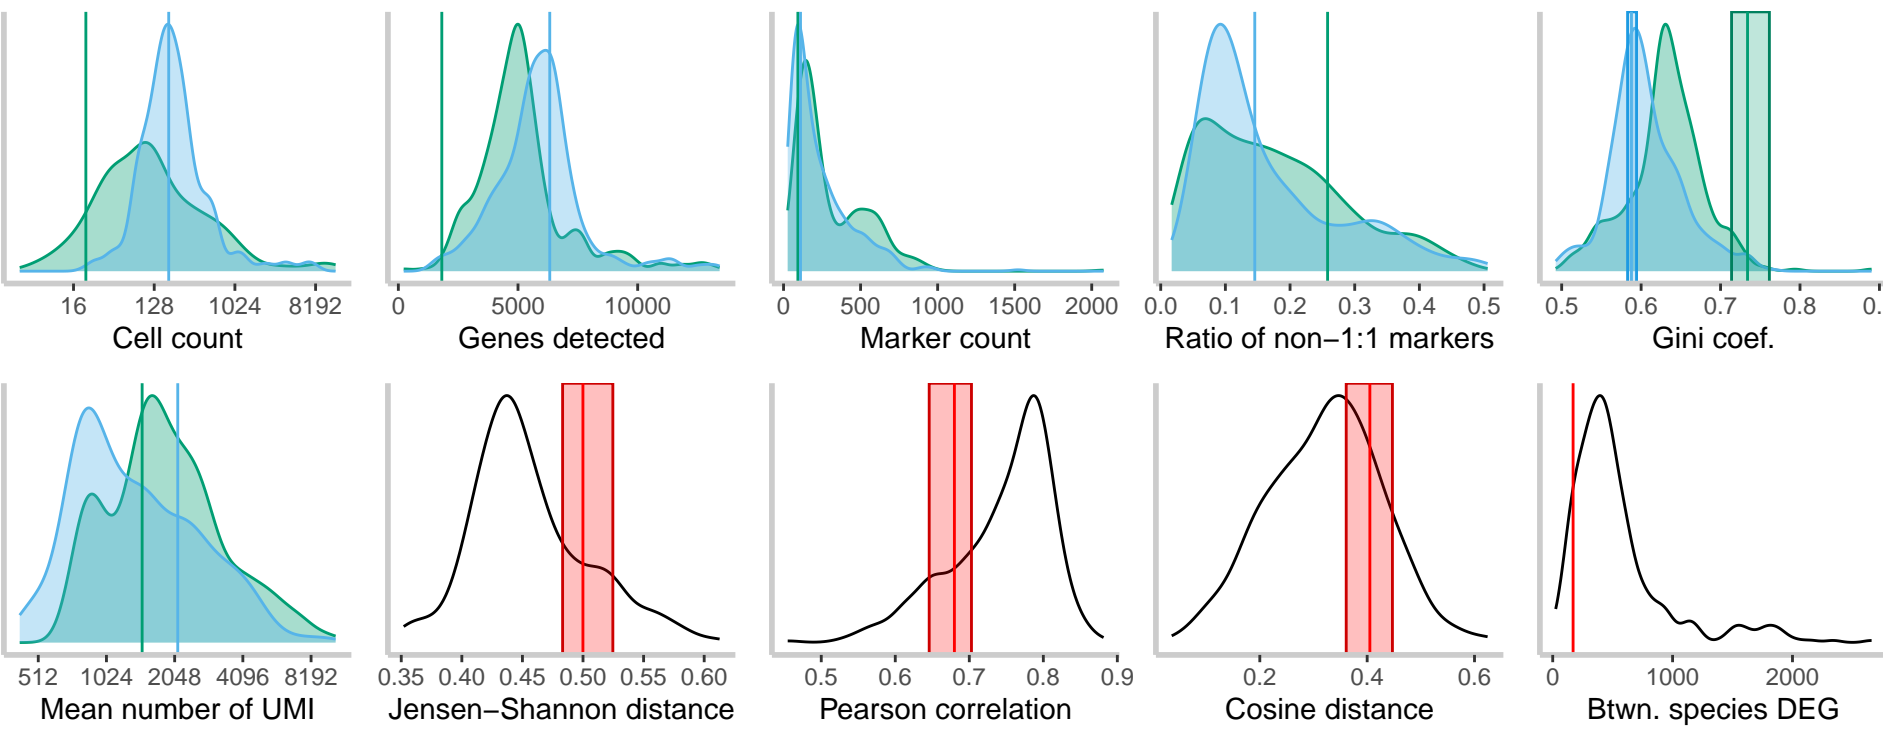 16 128 1024 8192
Cell count
0 5000 10000
Genes detected
0 500 1000 1500 2000
Marker count
0.0 0.1 0.2 0.3 0.4 0.5
Ratio of non−1:1 markers
0.5 0.6 0.7 0.8 0.
Gini coef.
512 1024 2048 4096 8192
Mean number of UMI
0.35 0.40 0.45 0.50 0.55 0.60
Jensen−Shannon distance
0.5 0.6 0.7 0.8 0.9
Pearson correlation
0.2 0.4 0.6
Cosine distance
0 1000 2000
Btwn. species DEG